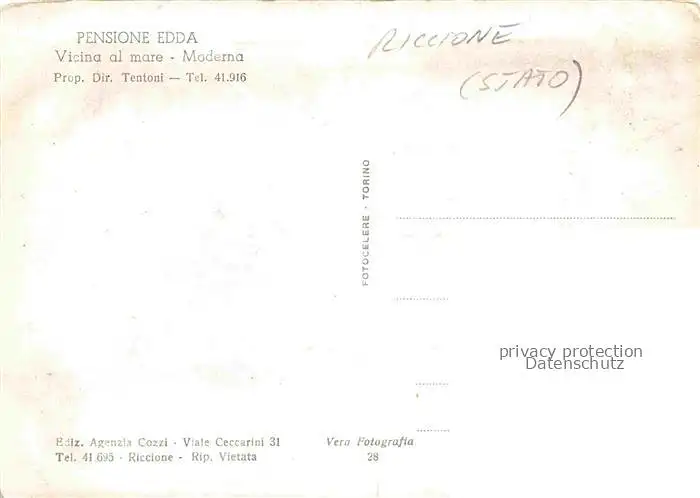 PENSIONE EDDA
Vicina al mare - Moderna
Prop. Dir. Tentoni — Tel. 41.916
RICCIONE
(STATO)
FOTOCELERE - TORINO
privacy protection
Datenschutz
Ediz. Agenzia Cozzi - Viale Ceccarini 31
Tel. 41 695 - Riccione - Rip. Vietata
Vera Fotografia
28